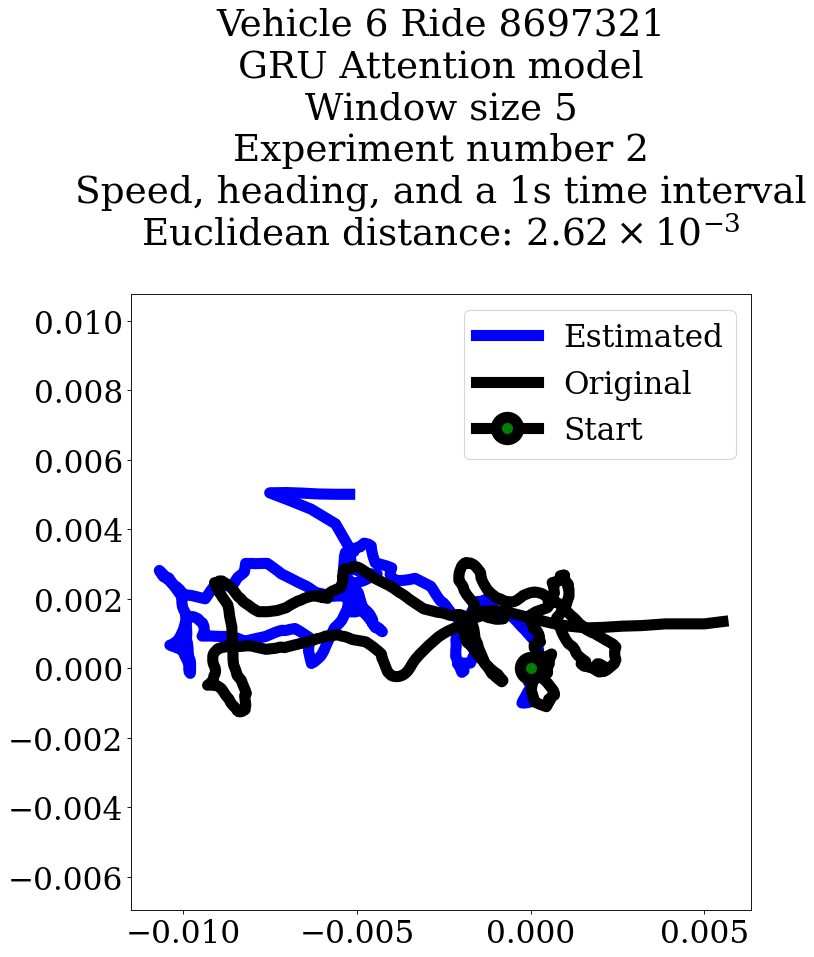 Vehicle 6 Ride 8697321
GRU Attention model
Window size 5
Experiment number 2
Speed, heading, and a 1s time interval
Euclidean distance: 2.62 × 10⁻³
Estimated
Original
Start
0.010
0.008
0.006
0.004
0.002
0.000
−0.002
−0.004
−0.006
−0.010 −0.005 0.000 0.005